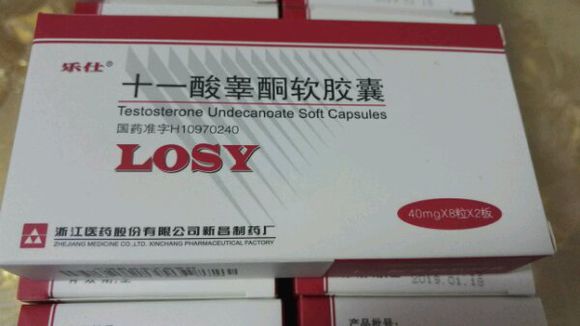 乐仕®
十一酸睾酮软胶囊
Testosterone Undecanoate Soft Capsules
国药准字H10970240
LOSY
40mgX8粒X2板
浙江医药股份有限公司新昌制药厂
ZHEJIANG MEDICINE CO.,LTD. XINCHANG PHARMACEUTICAL FACTORY
2019.01.18
产品批号: